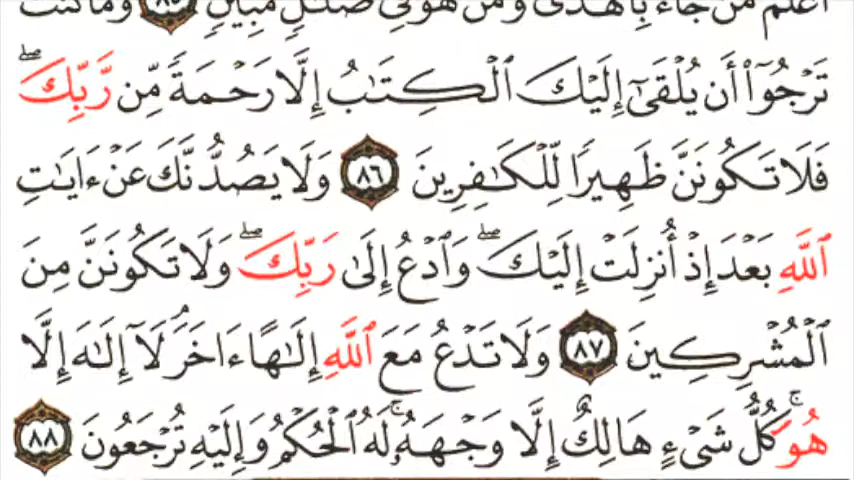 أَعْلَمُ مَن جَآءَ بِٱلْهُدَىٰ وَمَنْ هُوَ فِى ضَلَـٰلٍ مُّبِينٍ ٨٥ وَمَا كُنتَ
تَرْجُوٓا۟ أَن يُلْقَىٰٓ إِلَيْكَ ٱلْكِتَـٰبُ إِلَّا رَحْمَةً مِّن رَّبِّكَ ۖ
فَلَا تَكُونَنَّ ظَهِيرًا لِّلْكَـٰفِرِينَ ٨٦ وَلَا يَصُدُّنَّكَ عَنْ ءَايَـٰتِ
ٱللَّهِ بَعْدَ إِذْ أُنزِلَتْ إِلَيْكَ ۖ وَٱدْعُ إِلَىٰ رَبِّكَ ۖ وَلَا تَكُونَنَّ مِنَ
ٱلْمُشْرِكِينَ ٨٧ وَلَا تَدْعُ مَعَ ٱللَّهِ إِلَـٰهًا ءَاخَرَ ۘ لَآ إِلَـٰهَ إِلَّا
هُوَ ۚ كُلُّ شَىْءٍ هَالِكٌ إِلَّا وَجْهَهُۥ ۚ لَهُ ٱلْحُكْمُ وَإِلَيْهِ تُرْجَعُونَ ٨٨